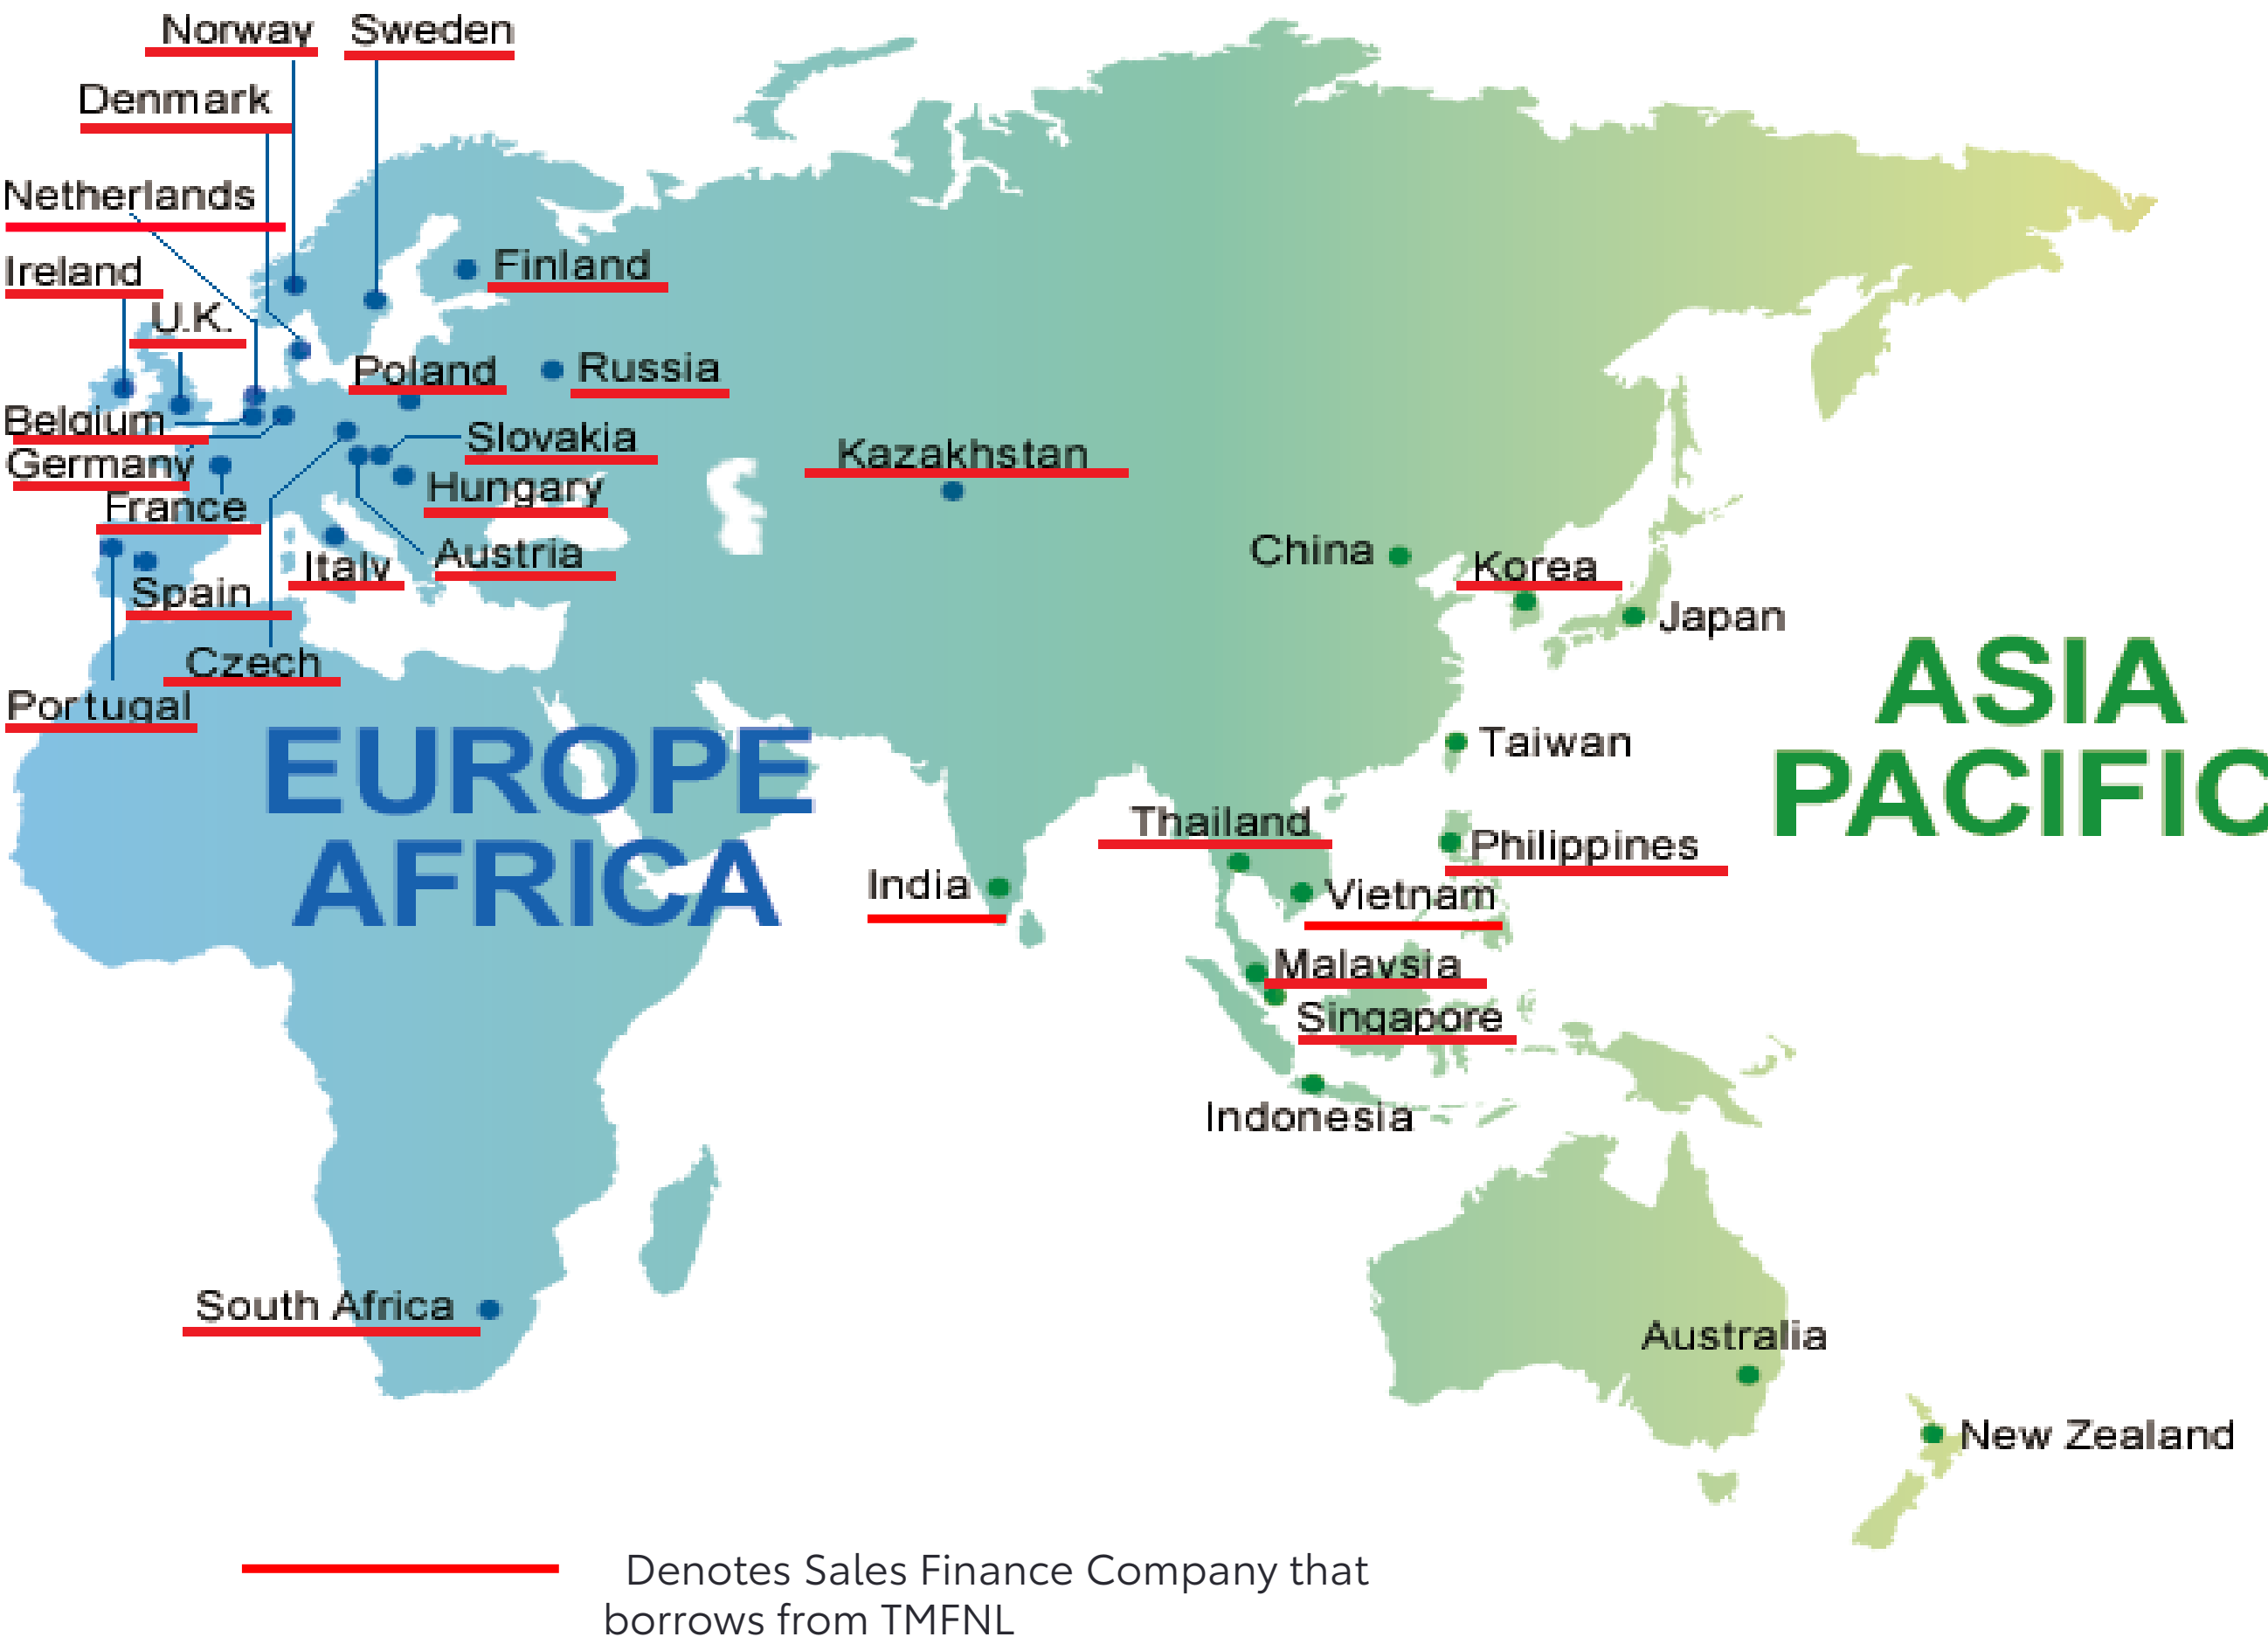 Norway
Sweden
Denmark
Netherlands
Ireland
Finland
U.K.
Poland
Russia
Belgium
Slovakia
Germany
Kazakhstan
Hungary
France
China
Korea
Austria
Italy
Spain
Japan
Czech
Portugal
ASIA
PACIFIC
EUROPE
AFRICA
Taiwan
Thailand
Philippines
India
Vietnam
Malaysia
Singapore
Indonesia
South Africa
Australia
New Zealand
Denotes Sales Finance Company that
borrows from TMFNL